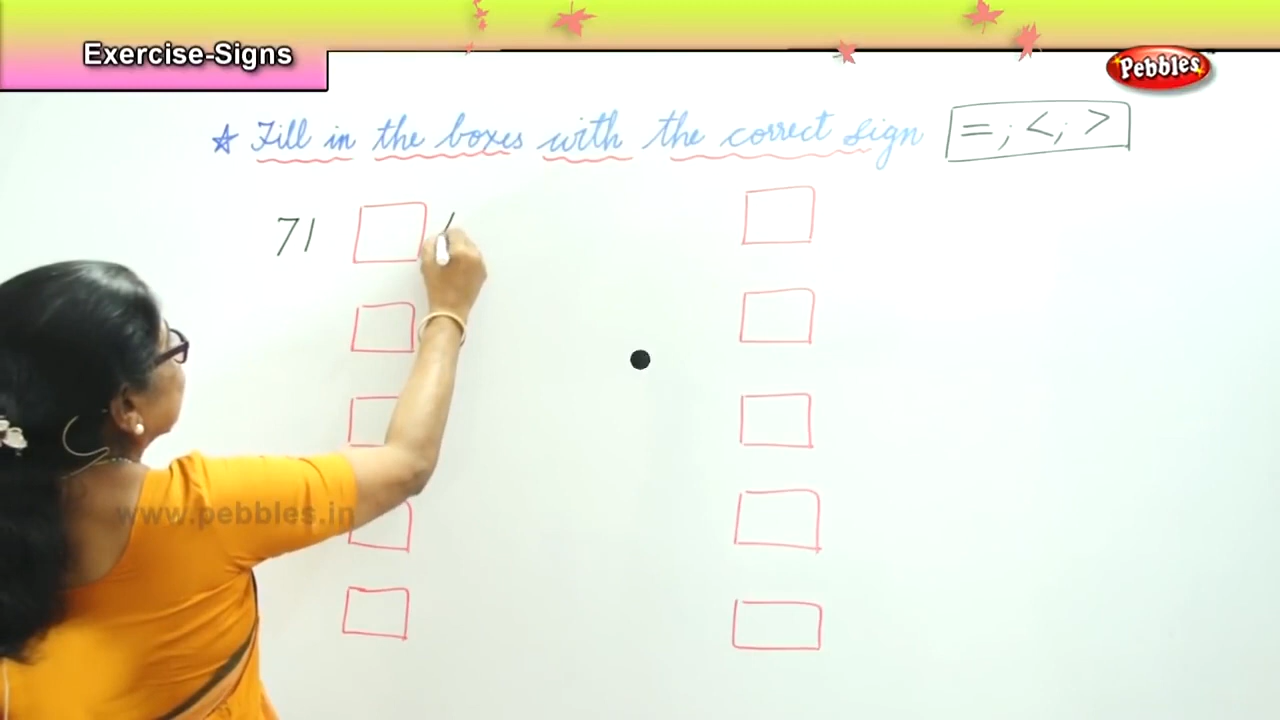 Exercise-Signs
Pebbles
☆ Fill in the boxes with the correct sign =; <; >
71
www.pebbles.in